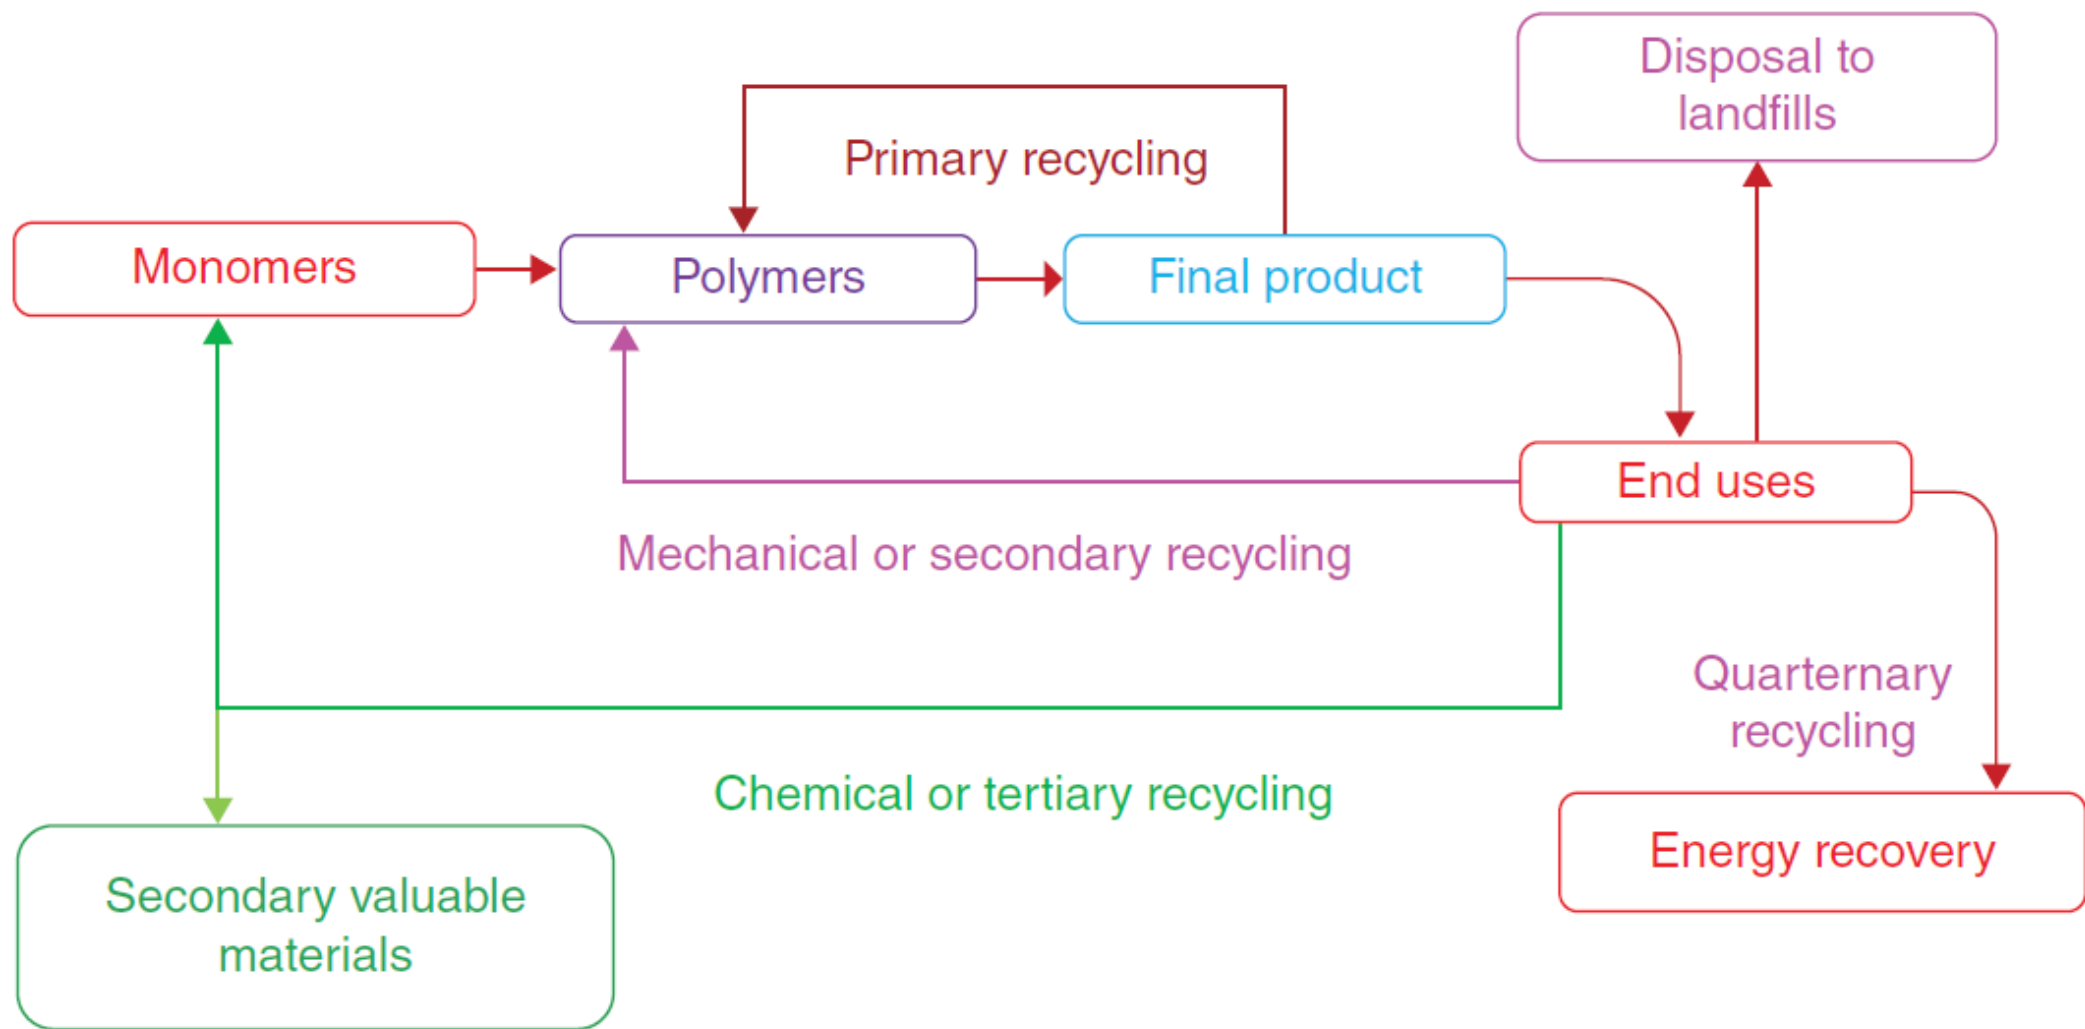 Disposal to
landfills
Primary recycling
Monomers
Polymers
Final product
End uses
Mechanical or secondary recycling
Quarternary
recycling
Chemical or tertiary recycling
Energy recovery
Secondary valuable
materials